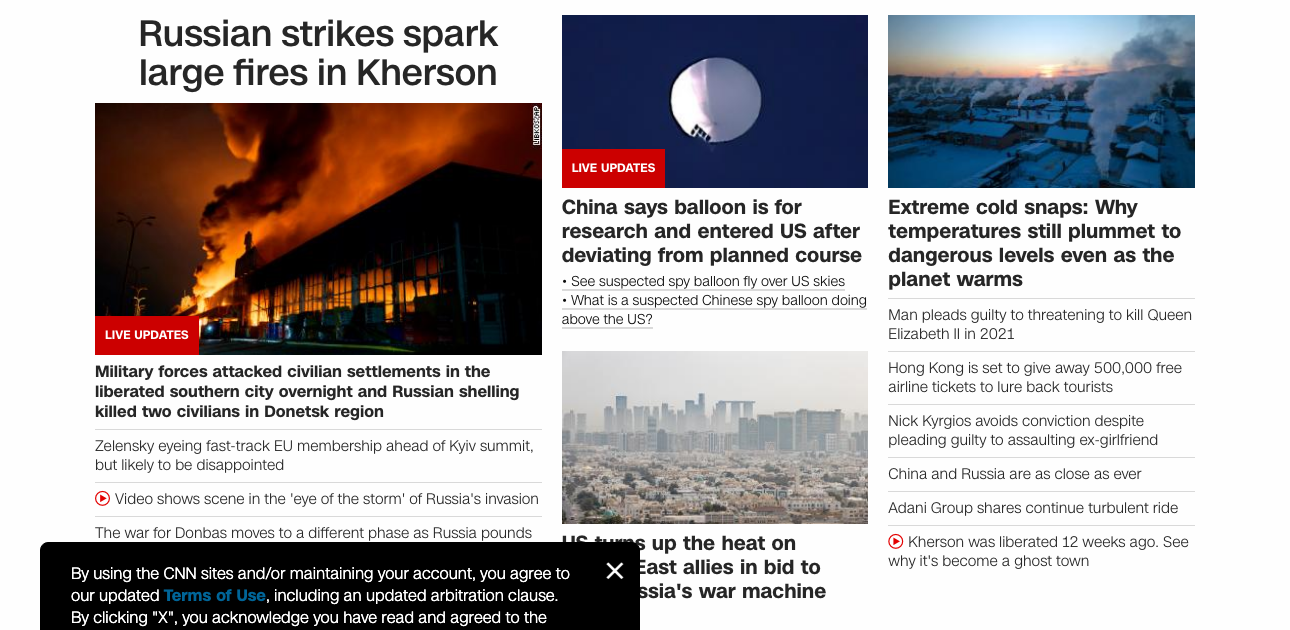 Russian strikes spark
large fires in Kherson
LIBKOS/AP
LIVE UPDATES
Military forces attacked civilian settlements in the
liberated southern city overnight and Russian shelling
killed two civilians in Donetsk region
Zelensky eyeing fast-track EU membership ahead of Kyiv summit,
but likely to be disappointed
Video shows scene in the 'eye of the storm' of Russia's invasion
The war for Donbas moves to a different phase as Russia pounds
LIVE UPDATES
China says balloon is for
research and entered US after
deviating from planned course
• See suspected spy balloon fly over US skies
• What is a suspected Chinese spy balloon doing
above the US?
US turns up the heat on
East allies in bid to
war machine
Extreme cold snaps: Why
temperatures still plummet to
dangerous levels even as the
planet warms
Man pleads guilty to threatening to kill Queen
Elizabeth II in 2021
Hong Kong is set to give away 500,000 free
airline tickets to lure back tourists
Nick Kyrgios avoids conviction despite
pleading guilty to assaulting ex-girlfriend
China and Russia are as close as ever
Adani Group shares continue turbulent ride
Kherson was liberated 12 weeks ago. See
why it's become a ghost town
By using the CNN sites and/or maintaining your account, you agree to
our updated Terms of Use, including an updated arbitration clause.
By clicking "X", you acknowledge you have read and agreed to the